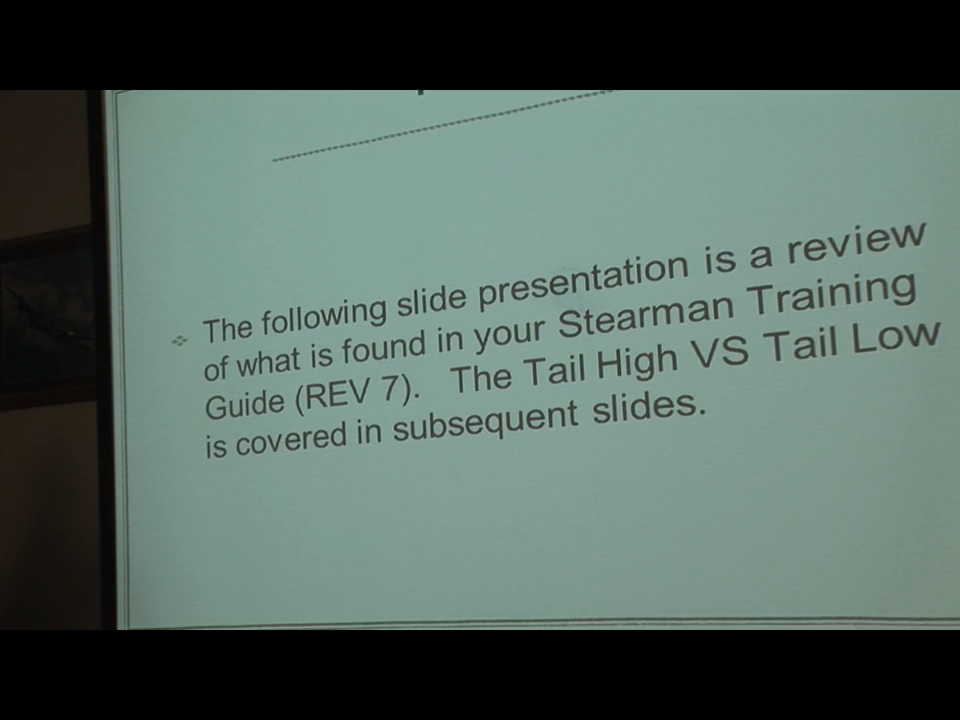 The following slide presentation is a review
of what is found in your Stearman Training
Guide (REV 7). The Tail High VS Tail Low
is covered in subsequent slides.